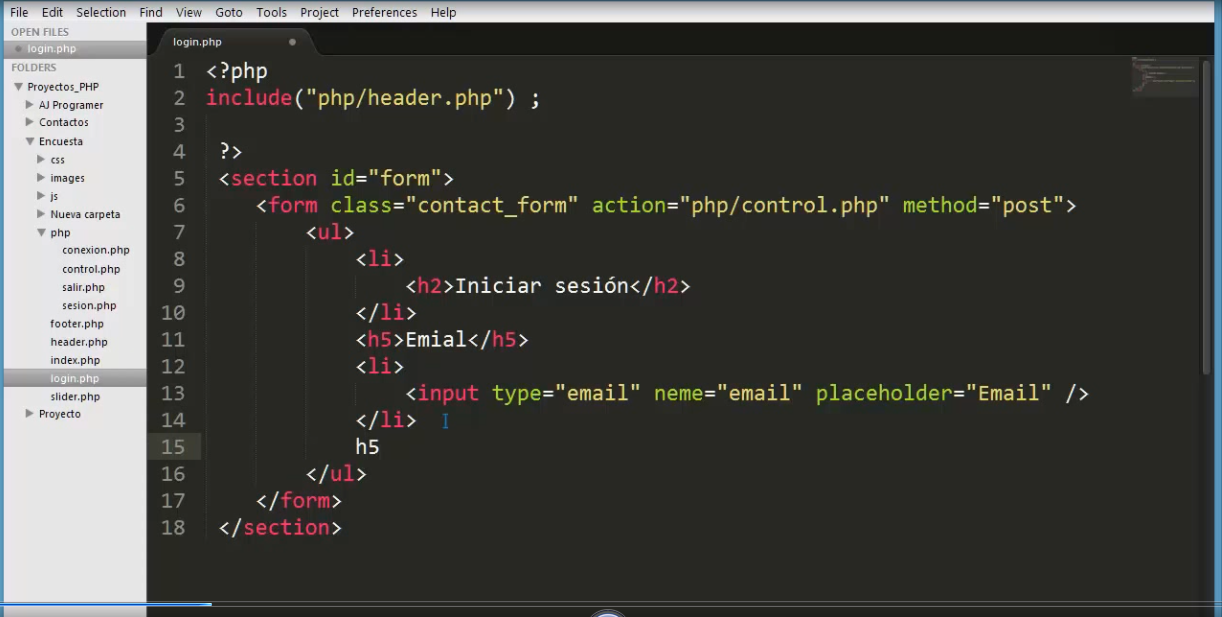 File Edit Selection Find View Goto Tools Project Preferences Help
OPEN FILES
login.php
FOLDERS
Proyectos_PHP
AJ Programer
Contactos
Encuesta
css
images
js
Nueva carpeta
php
conexion.php
control.php
salir.php
sesion.php
footer.php
header.php
index.php
login.php
slider.php
Proyecto
login.php
1 <?php
2 include("php/header.php") ;
3
4 ?>
5 <section id="form">
6 <form class="contact_form" action="php/control.php" method="post">
7 <ul>
8 <li>
9 <h2>Iniciar sesión</h2>
10 </li>
11 <h5>Emial</h5>
12 <li>
13 <input type="email" neme="email" placeholder="Email" />
14 </li>
15 h5
16 </ul>
17 </form>
18 </section>